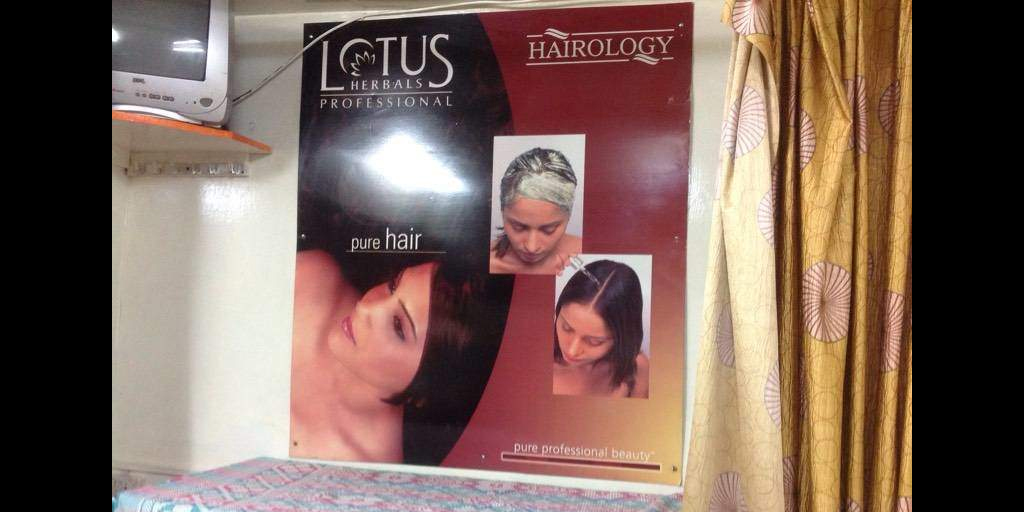 LOTUS
HERBALS
PROFESSIONAL
HAIROLOGY
pure hair
pure professional beauty